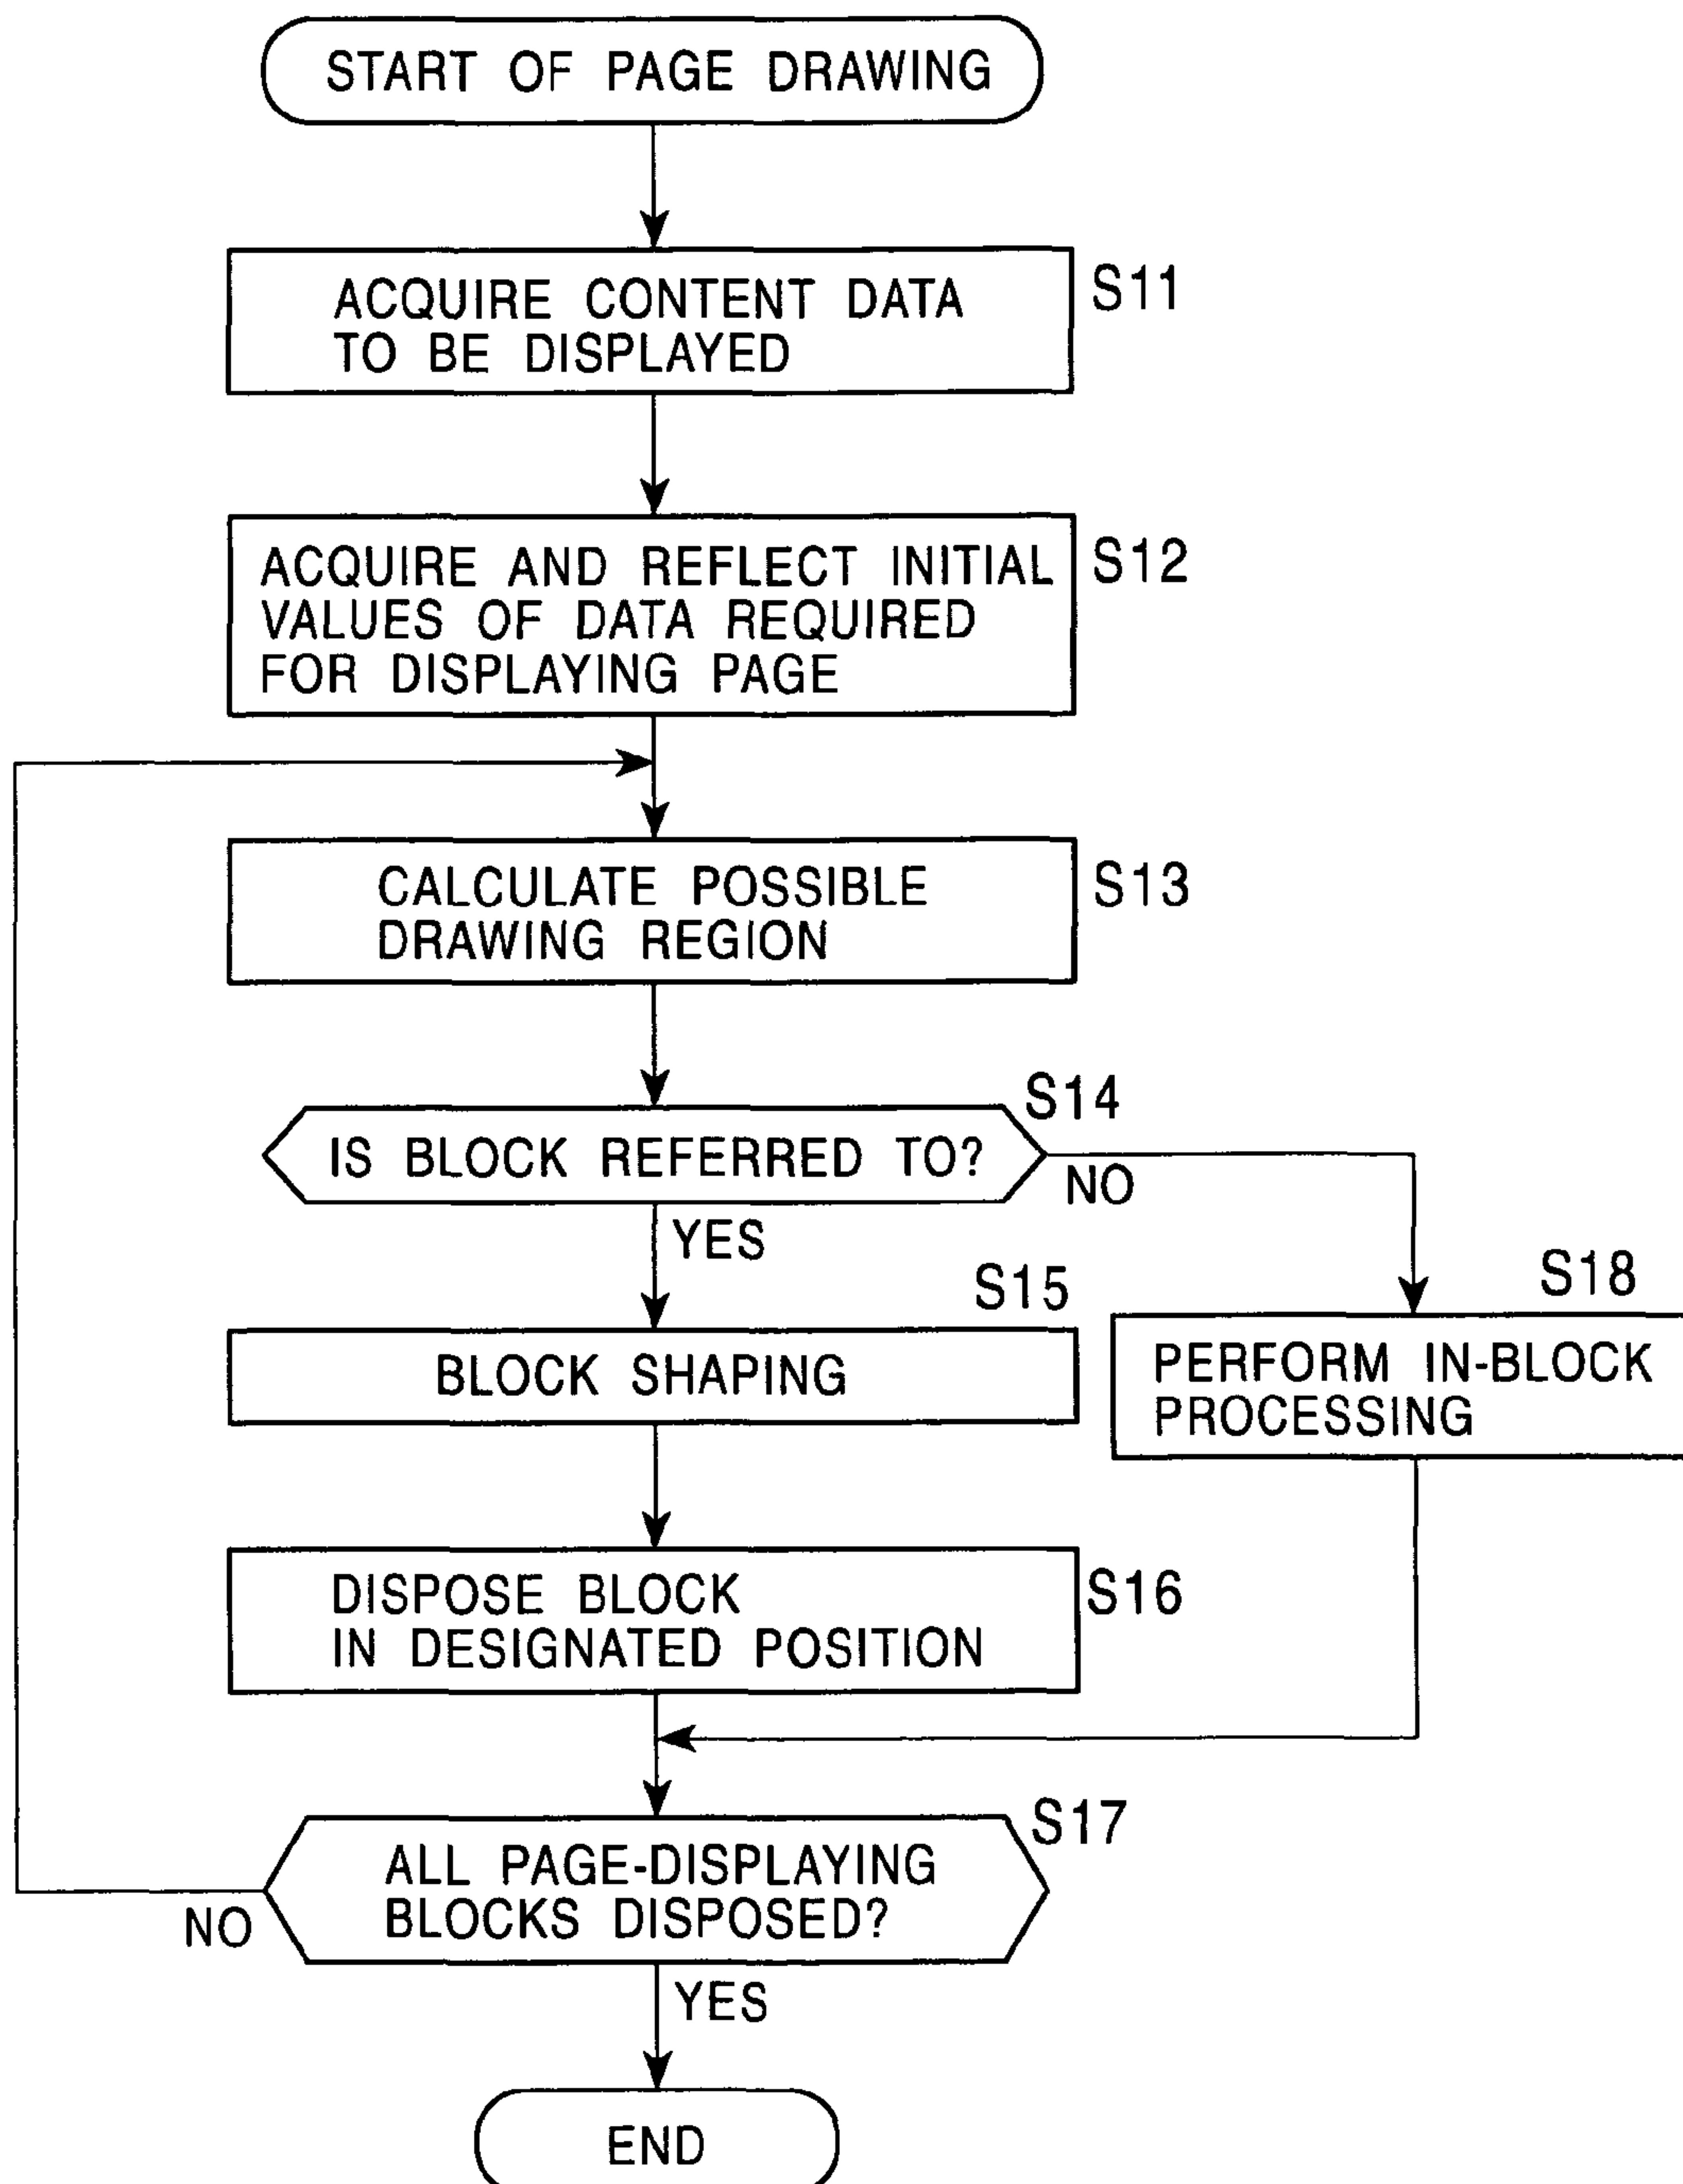 START OF PAGE DRAWING
ACQUIRE CONTENT DATA
TO BE DISPLAYED
S11
ACQUIRE AND REFLECT INITIAL
VALUES OF DATA REQUIRED
FOR DISPLAYING PAGE
S12
CALCULATE POSSIBLE
DRAWING REGION
S13
S14
IS BLOCK REFERRED TO?
NO
YES
S15
BLOCK SHAPING
S18
PERFORM IN-BLOCK
PROCESSING
DISPOSE BLOCK
IN DESIGNATED POSITION
S16
S17
ALL PAGE-DISPLAYING
BLOCKS DISPOSED?
NO
YES
END